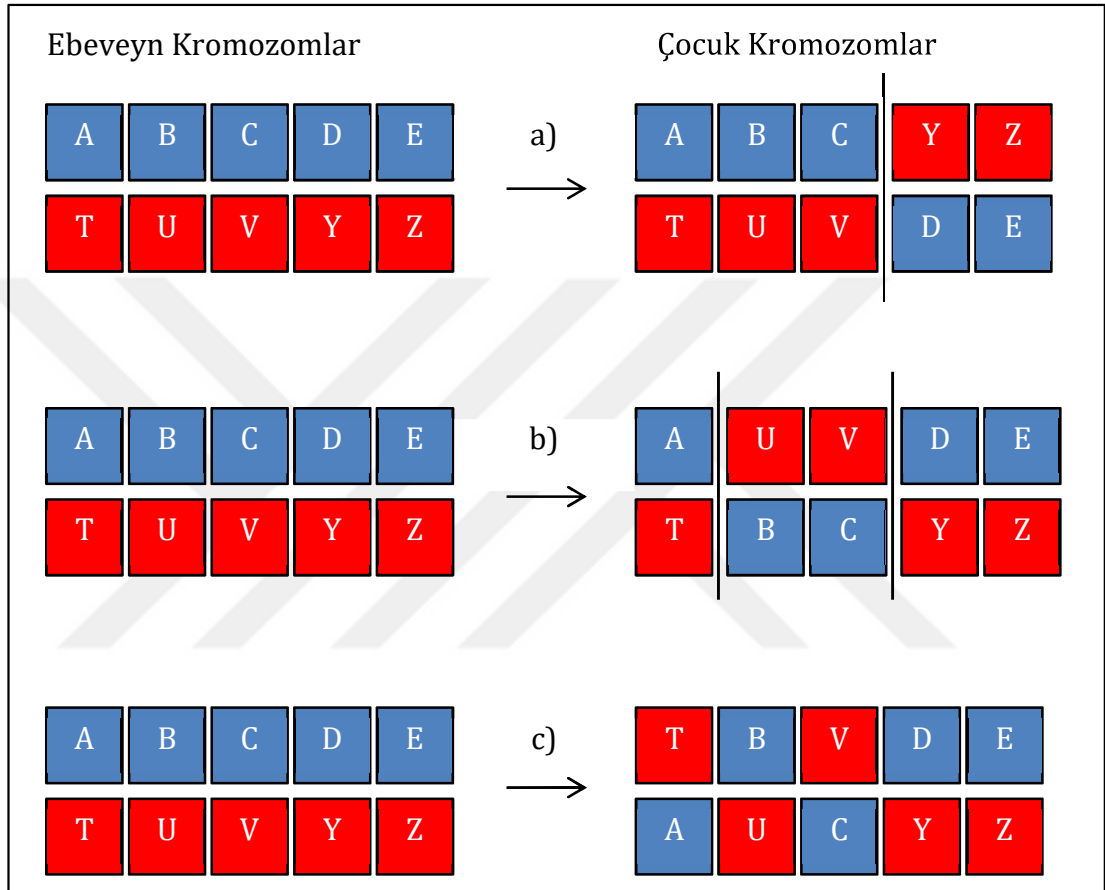 Ebeveyn Kromozomlar
Çocuk Kromozomlar
A B C D E
a)
A B C Y Z
T U V Y Z
T U V D E
A B C D E
b)
A U V D E
T U V Y Z
T B C Y Z
A B C D E
c)
T B V D E
T U V Y Z
A U C Y Z